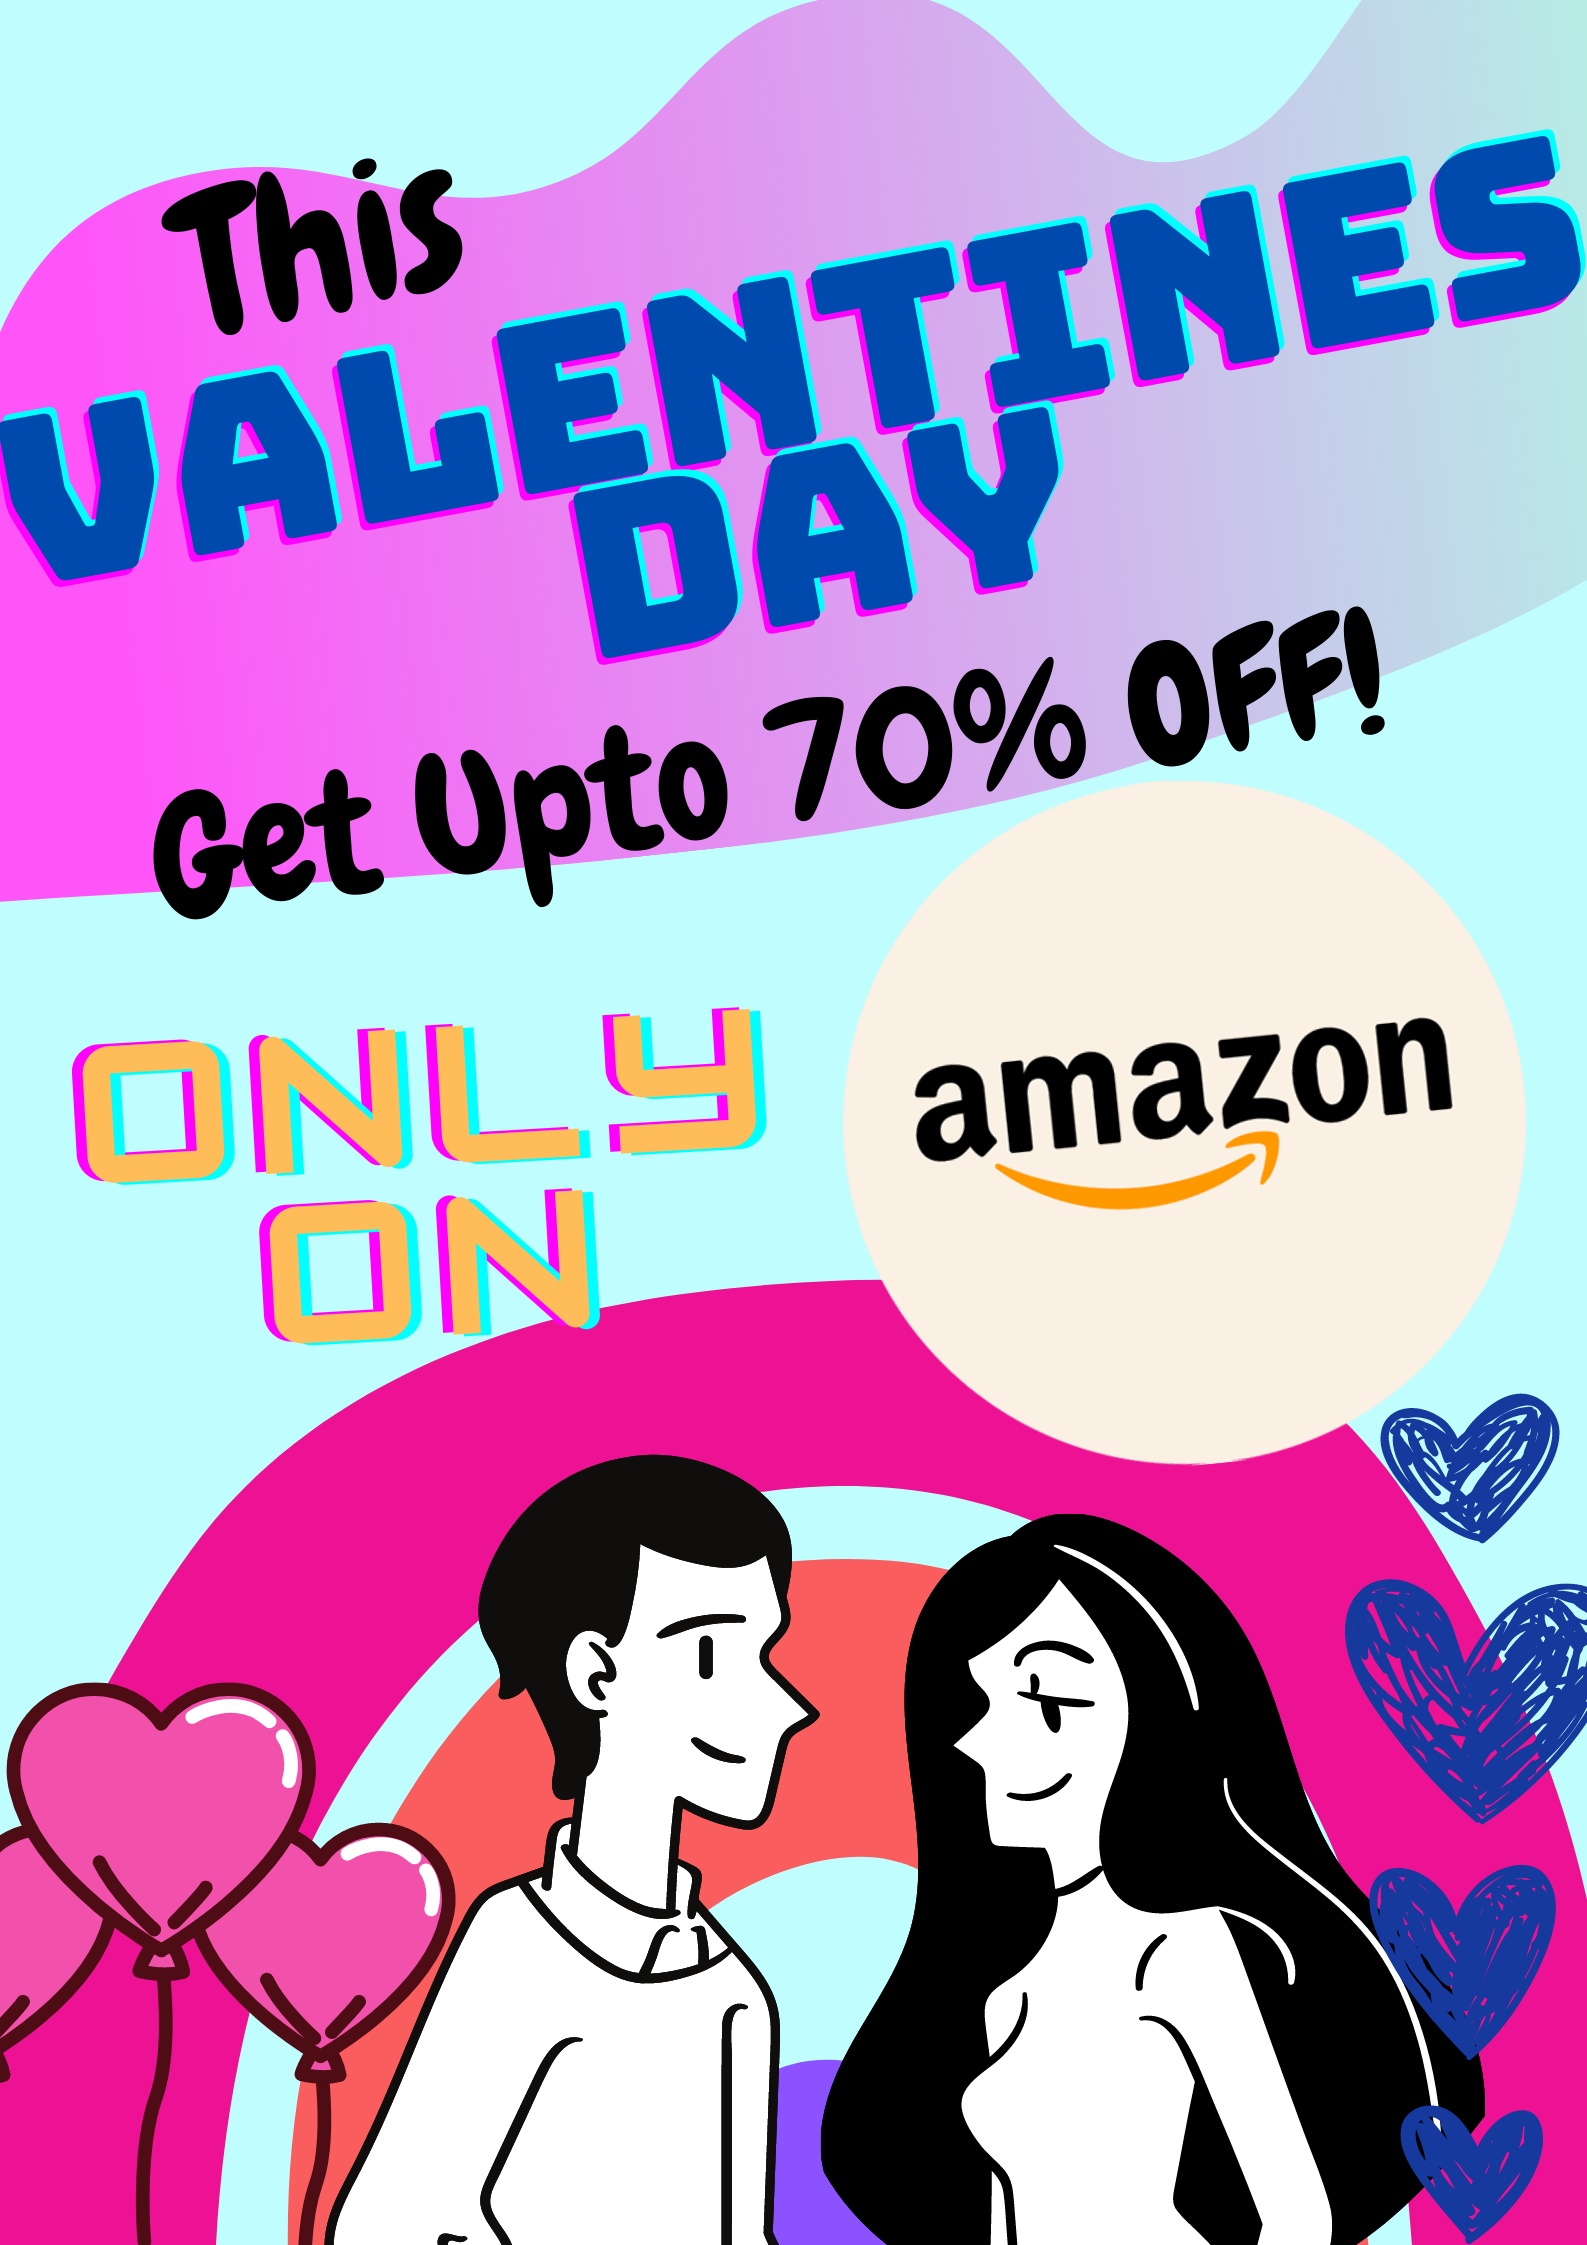 This
VALENTINES
DAY
Get Upto 70% OFF!
ONLY
ON
amazon